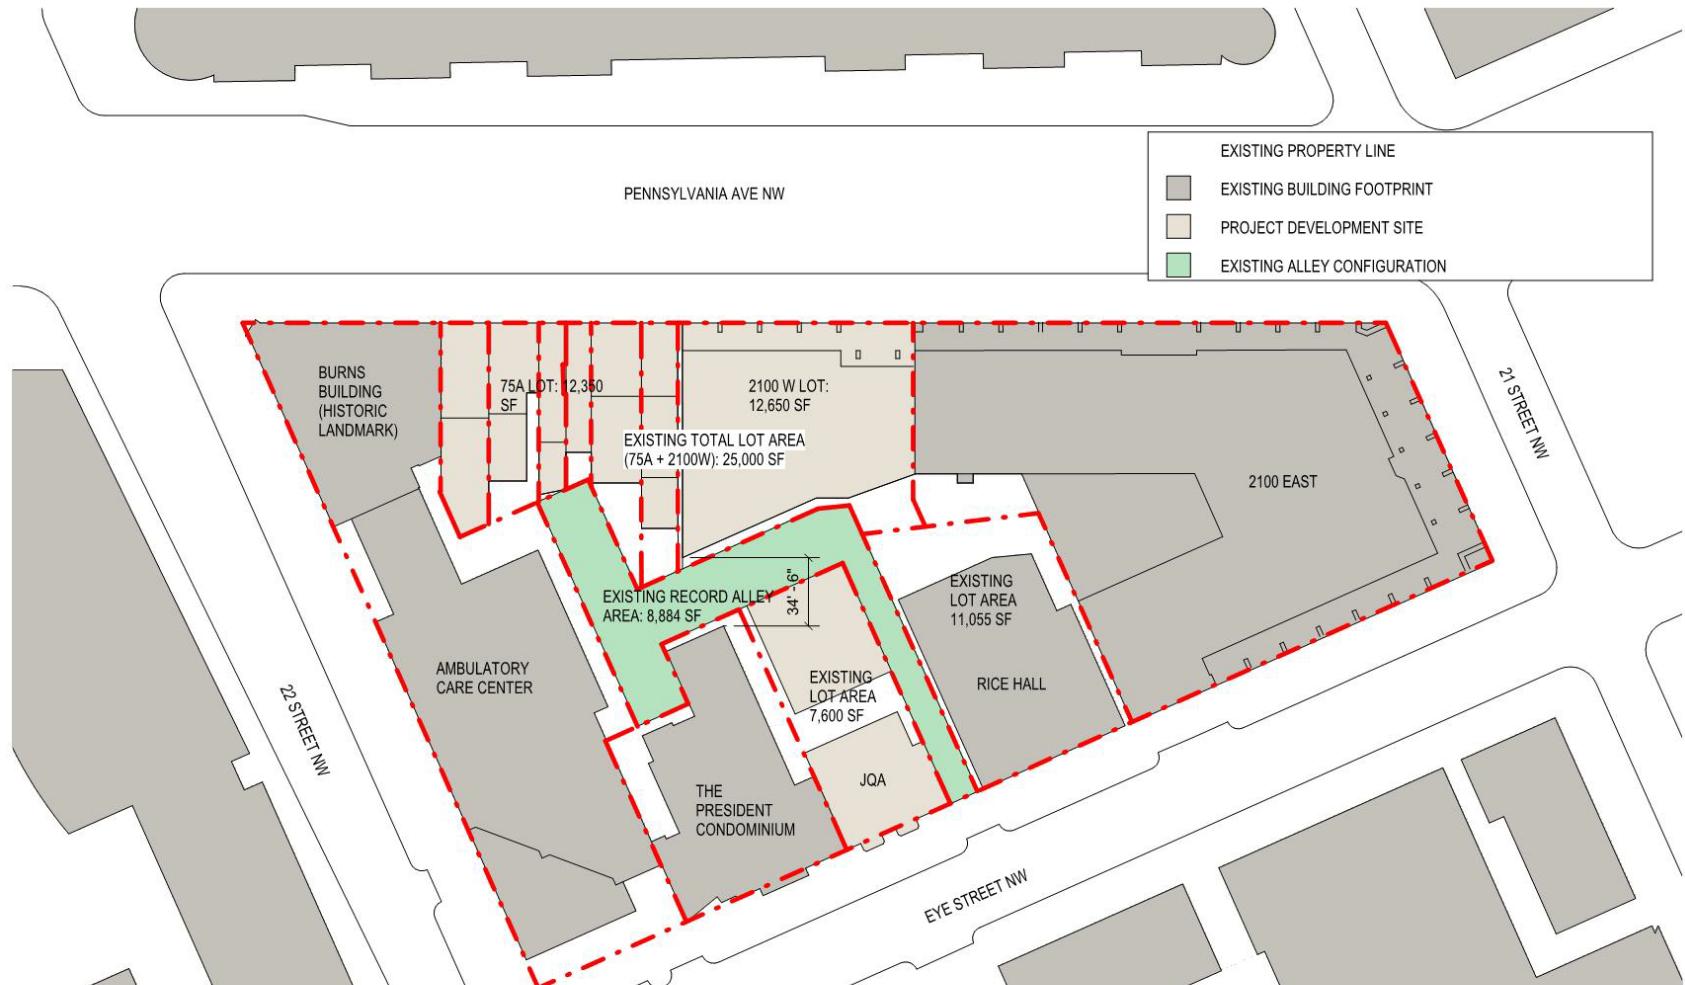 EXISTING PROPERTY LINE
EXISTING BUILDING FOOTPRINT
PROJECT DEVELOPMENT SITE
EXISTING ALLEY CONFIGURATION
PENNSYLVANIA AVE NW
BURNS
BUILDING
(HISTORIC
LANDMARK)
75A LOT: 12,350
SF
2100 W LOT:
12,650 SF
EXISTING TOTAL LOT AREA
(75A + 2100W): 25,000 SF
21 STREET NW
2100 EAST
EXISTING RECORD ALLEY
AREA: 8,884 SF
34' - 6"
EXISTING
LOT AREA
11,055 SF
RICE HALL
AMBULATORY
CARE CENTER
EXISTING
LOT AREA
7,600 SF
22 STREET NW
JQA
THE
PRESIDENT
CONDOMINIUM
EYE STREET NW